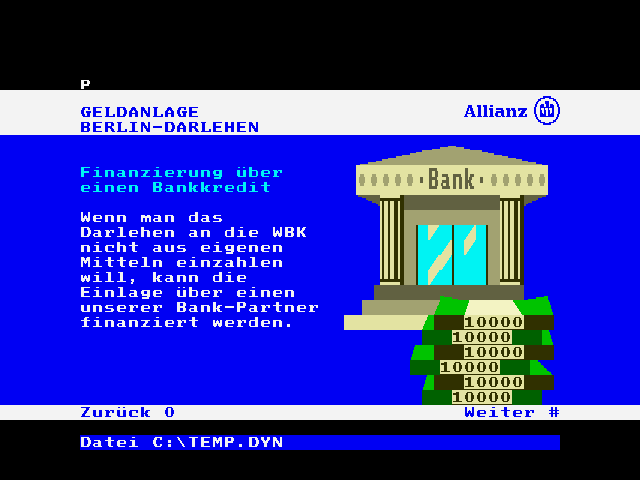 P
GELDANLAGE
BERLIN-DARLEHEN
Allianz
Finanzierung über
einen Bankkredit
Wenn man das
Darlehen an die WBK
nicht aus eigenen
Mitteln einzahlen
will, kann die
Einlage über einen
unserer Bank-Partner
finanziert werden.
Bank
10000
10000
10000
10000
10000
10000
Zurück 0
Weiter #
Datei C:\TEMP.DYN